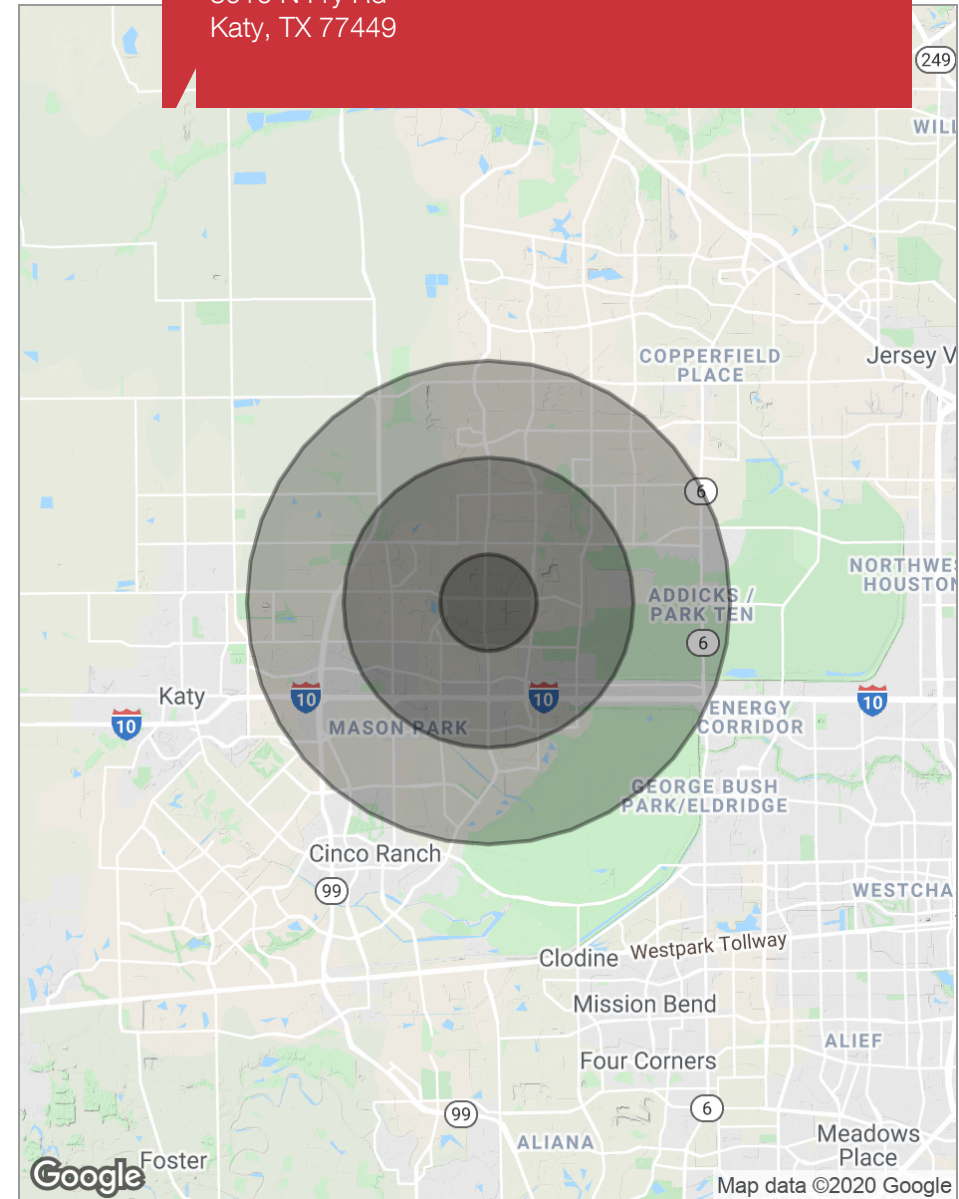 Katy, TX 77449
249
WILL
COPPERFIELD
PLACE
Jersey V
6
NORTHWES
HOUSTON
ADDICKS /
PARK TEN
6
Katy
10
10
10
10
MASON PARK
ENERGY
CORRIDOR
GEORGE BUSH
PARK/ELDRIDGE
Cinco Ranch
99
WESTCHA
Clodine
Westpark Tollway
Mission Bend
ALIEF
Four Corners
99
6
ALIANA
Meadows
Place
Foster
Google
Map data ©2020 Google